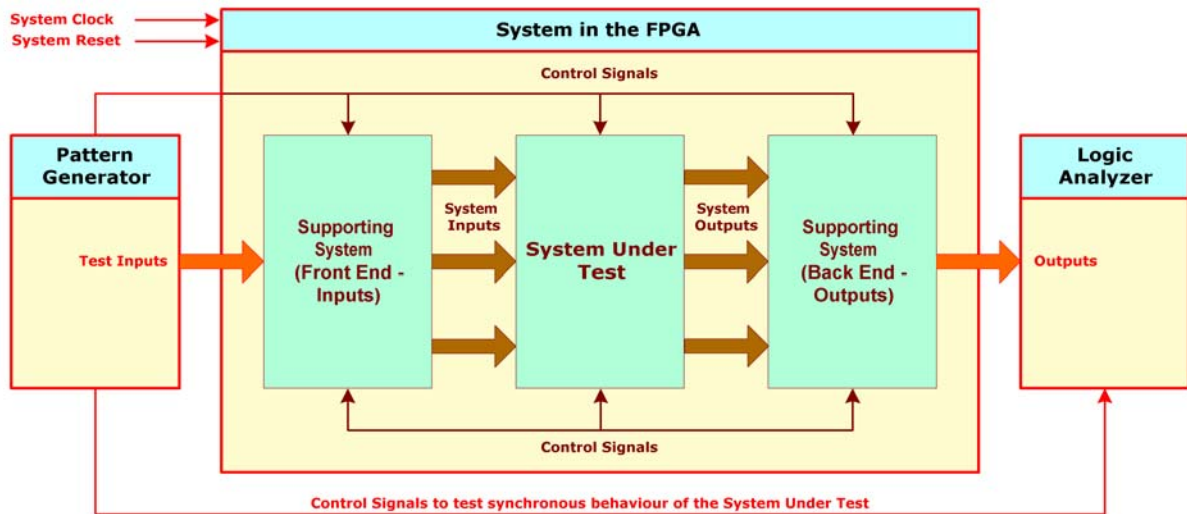 System Clock
System Reset
System in the FPGA
Control Signals
Pattern
Generator
Logic
Analyzer
Test Inputs
Supporting
System
(Front End -
Inputs)
System
Inputs
System Under
Test
System
Outputs
Supporting
System
(Back End -
Outputs)
Outputs
Control Signals
Control Signals to test synchronous behaviour of the System Under Test